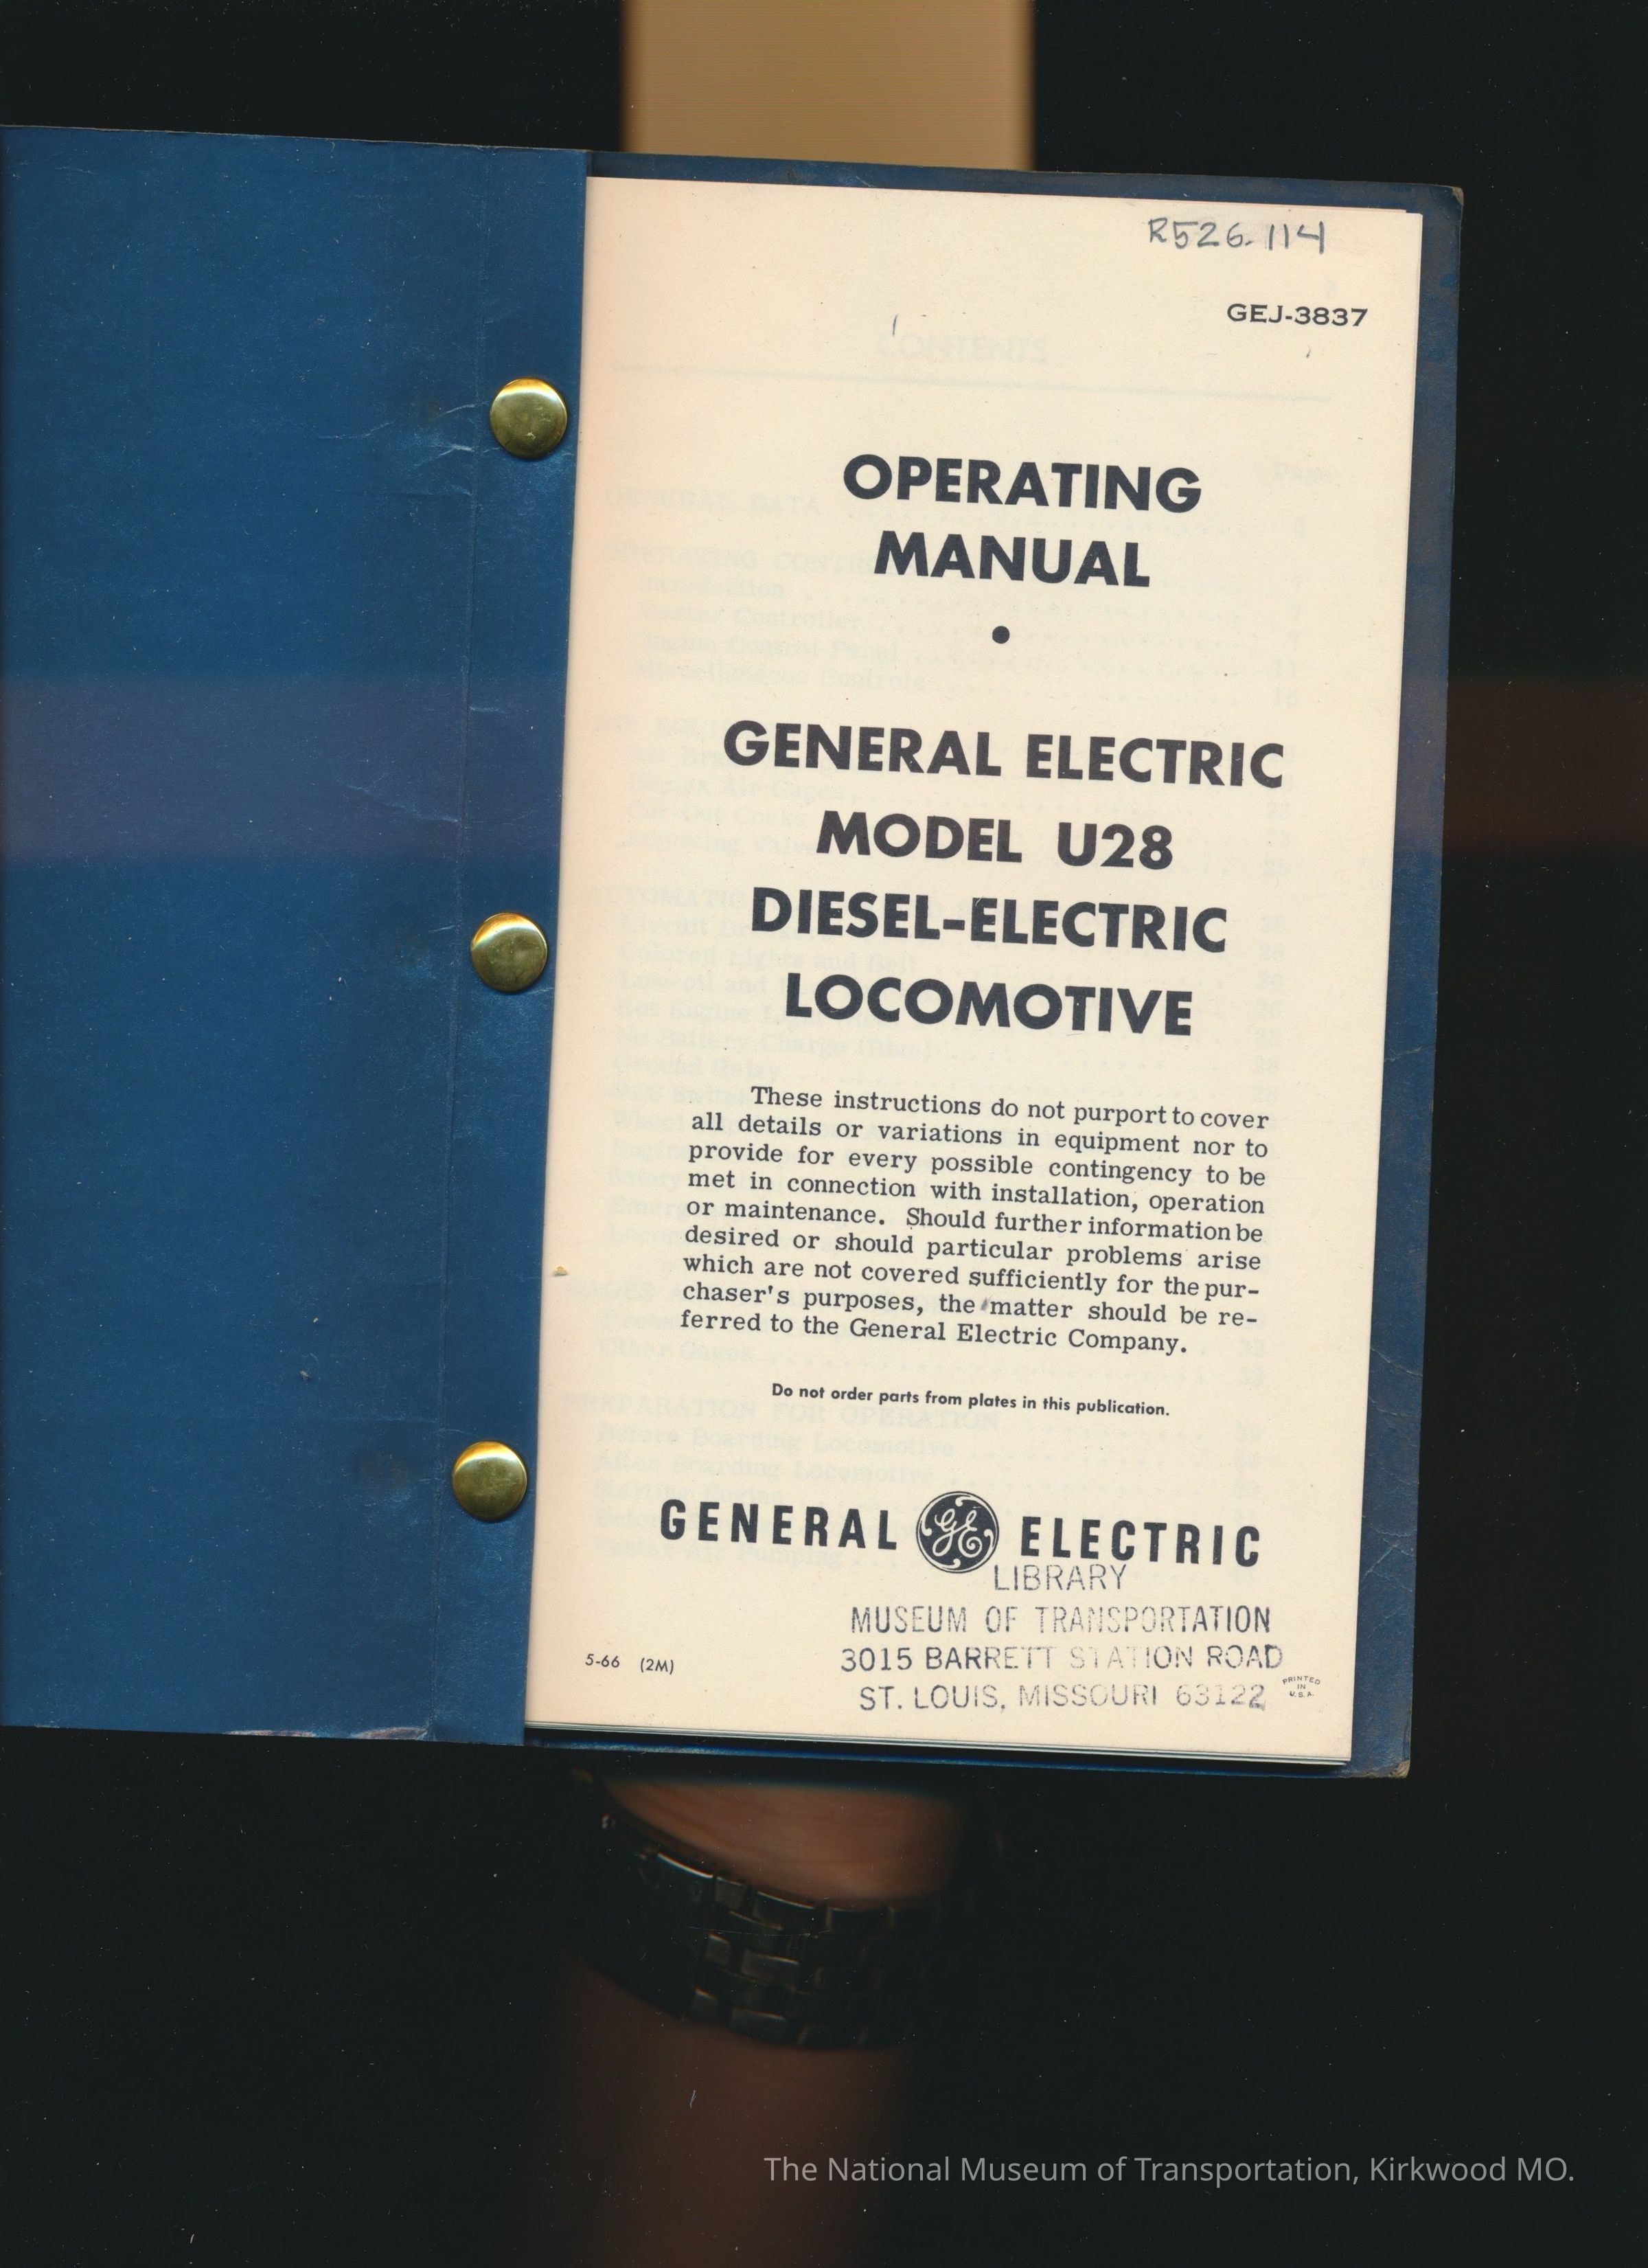 R526.114
GEJ-3837
OPERATING
MANUAL
•
GENERAL ELECTRIC
MODEL U28
DIESEL-ELECTRIC
LOCOMOTIVE
These instructions do not purport to cover
all details or variations in equipment nor to
provide for every possible contingency to be
met in connection with installation, operation
or maintenance. Should further information be
desired or should particular problems arise
which are not covered sufficiently for the pur-
chaser's purposes, the matter should be re-
ferred to the General Electric Company.
Do not order parts from plates in this publication.
GENERAL GE ELECTRIC
LIBRARY
MUSEUM OF TRANSPORTATION
3015 BARRETT STATION ROAD
ST. LOUIS, MISSOURI 63122
5-66 (2M)
PRINTED
IN
U.S.A.
The National Museum of Transportation, Kirkwood MO.